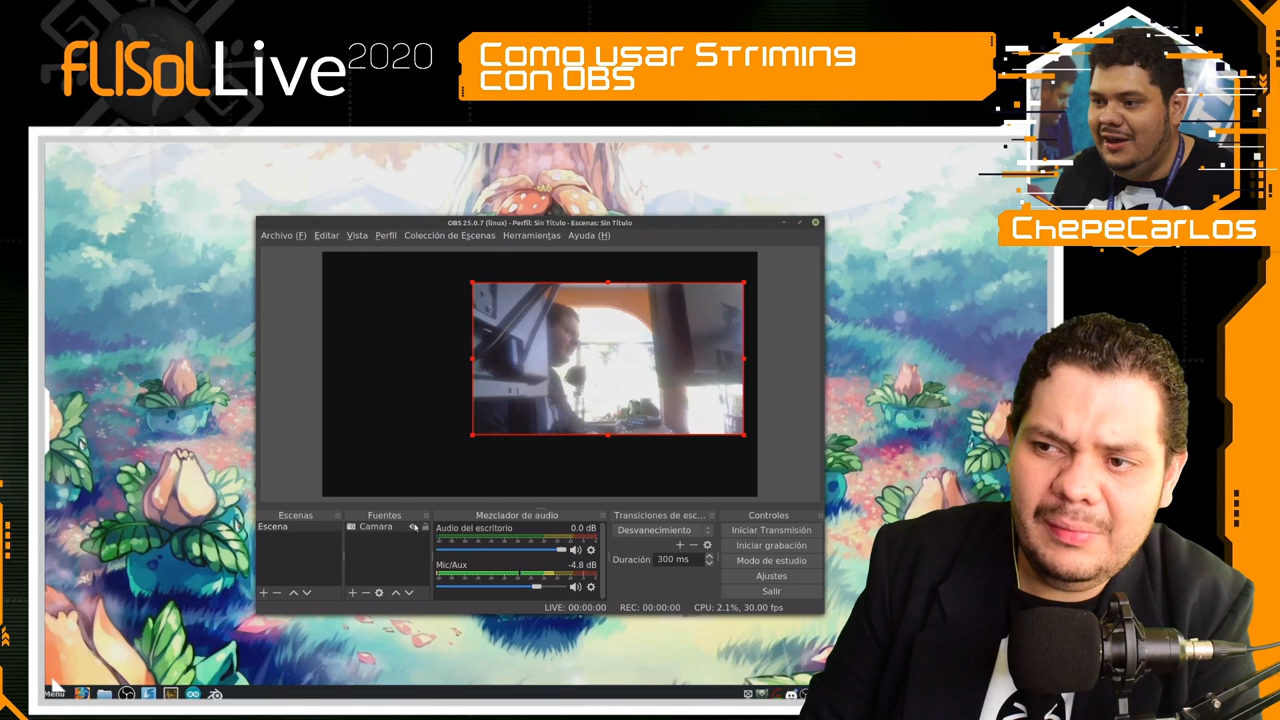 FLISoLLive2020
Como usar Striming
con OBS
ChepeCarlos
OBS 25.0.7 (linux) - Perfil: Sin Título - Escenas: Sin Título
Archivo (F) Editar Vista Perfil Colección de Escenas Herramientas Ayuda (H)
Escenas Fuentes Mezclador de audio Transiciones de esc... Controles
Escena
Camara
Audio del escritorio 0.0 dB
Mic/Aux -4.8 dB
Desvanecimiento
Duración 300 ms
Iniciar Transmisión
Iniciar grabación
Modo de estudio
Ajustes
Salir
LIVE: 00:00:00 REC: 00:00:00 CPU: 2.1%, 30.00 fps
Menú